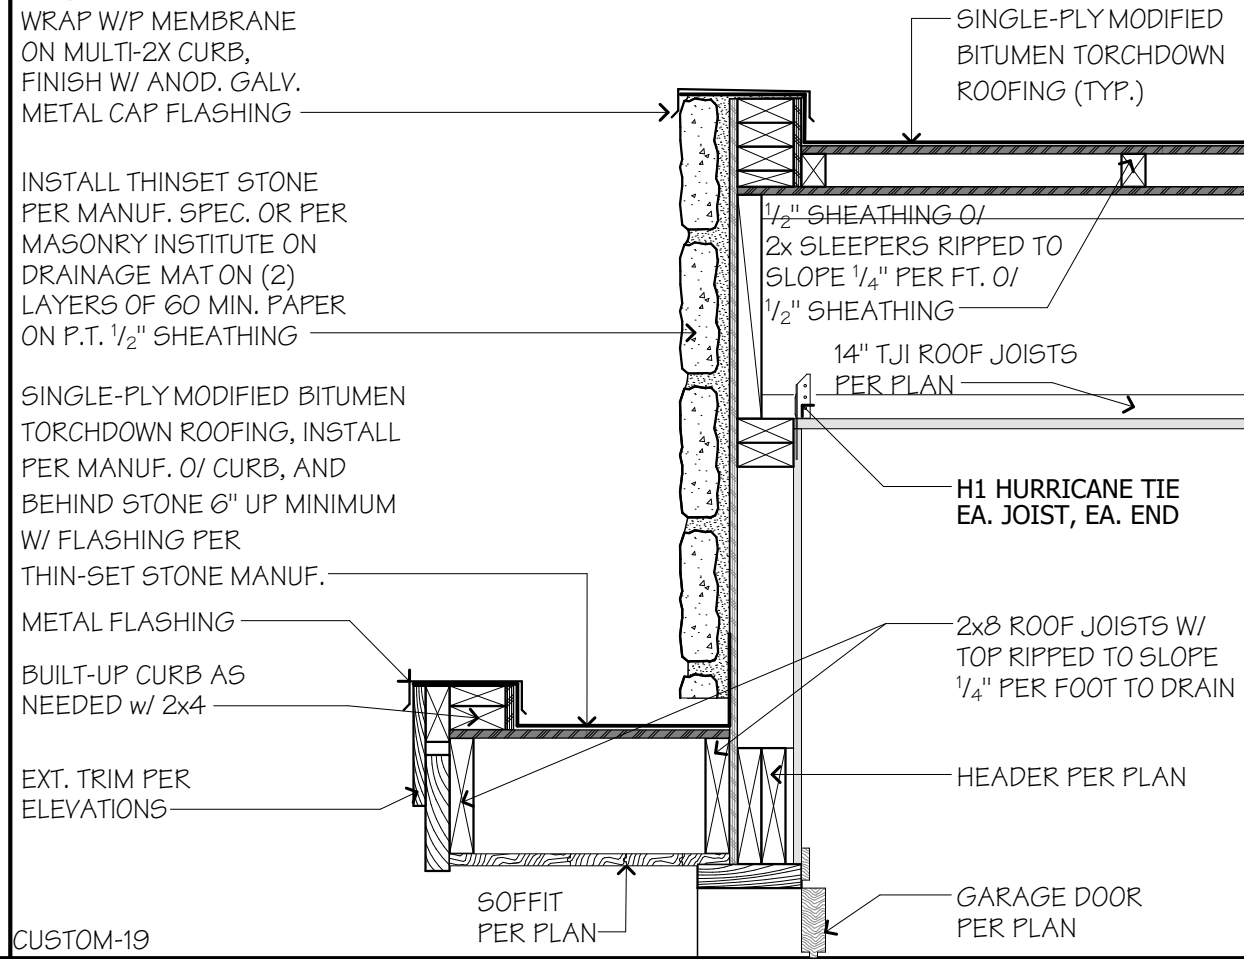 WRAP W/P MEMBRANE
ON MULTI-2X CURB,
FINISH W/ ANOD. GALV.
METAL CAP FLASHING
INSTALL THINSET STONE
PER MANUF. SPEC. OR PER
MASONRY INSTITUTE ON
DRAINAGE MAT ON (2)
LAYERS OF 60 MIN. PAPER
ON P.T. 1/2" SHEATHING
SINGLE-PLY MODIFIED BITUMEN
TORCHDOWN ROOFING, INSTALL
PER MANUF. O/ CURB, AND
BEHIND STONE 6" UP MINIMUM
W/ FLASHING PER
THIN-SET STONE MANUF.
METAL FLASHING
BUILT-UP CURB AS
NEEDED w/ 2x4
EXT. TRIM PER
ELEVATIONS
SOFFIT
PER PLAN
SINGLE-PLY MODIFIED
BITUMEN TORCHDOWN
ROOFING (TYP.)
1/2" SHEATHING O/
2x SLEEPERS RIPPED TO
SLOPE 1/4" PER FT. O/
1/2" SHEATHING
14" TJI ROOF JOISTS
PER PLAN
H1 HURRICANE TIE
EA. JOIST, EA. END
2x8 ROOF JOISTS W/
TOP RIPPED TO SLOPE
1/4" PER FOOT TO DRAIN
HEADER PER PLAN
GARAGE DOOR
PER PLAN
CUSTOM-19